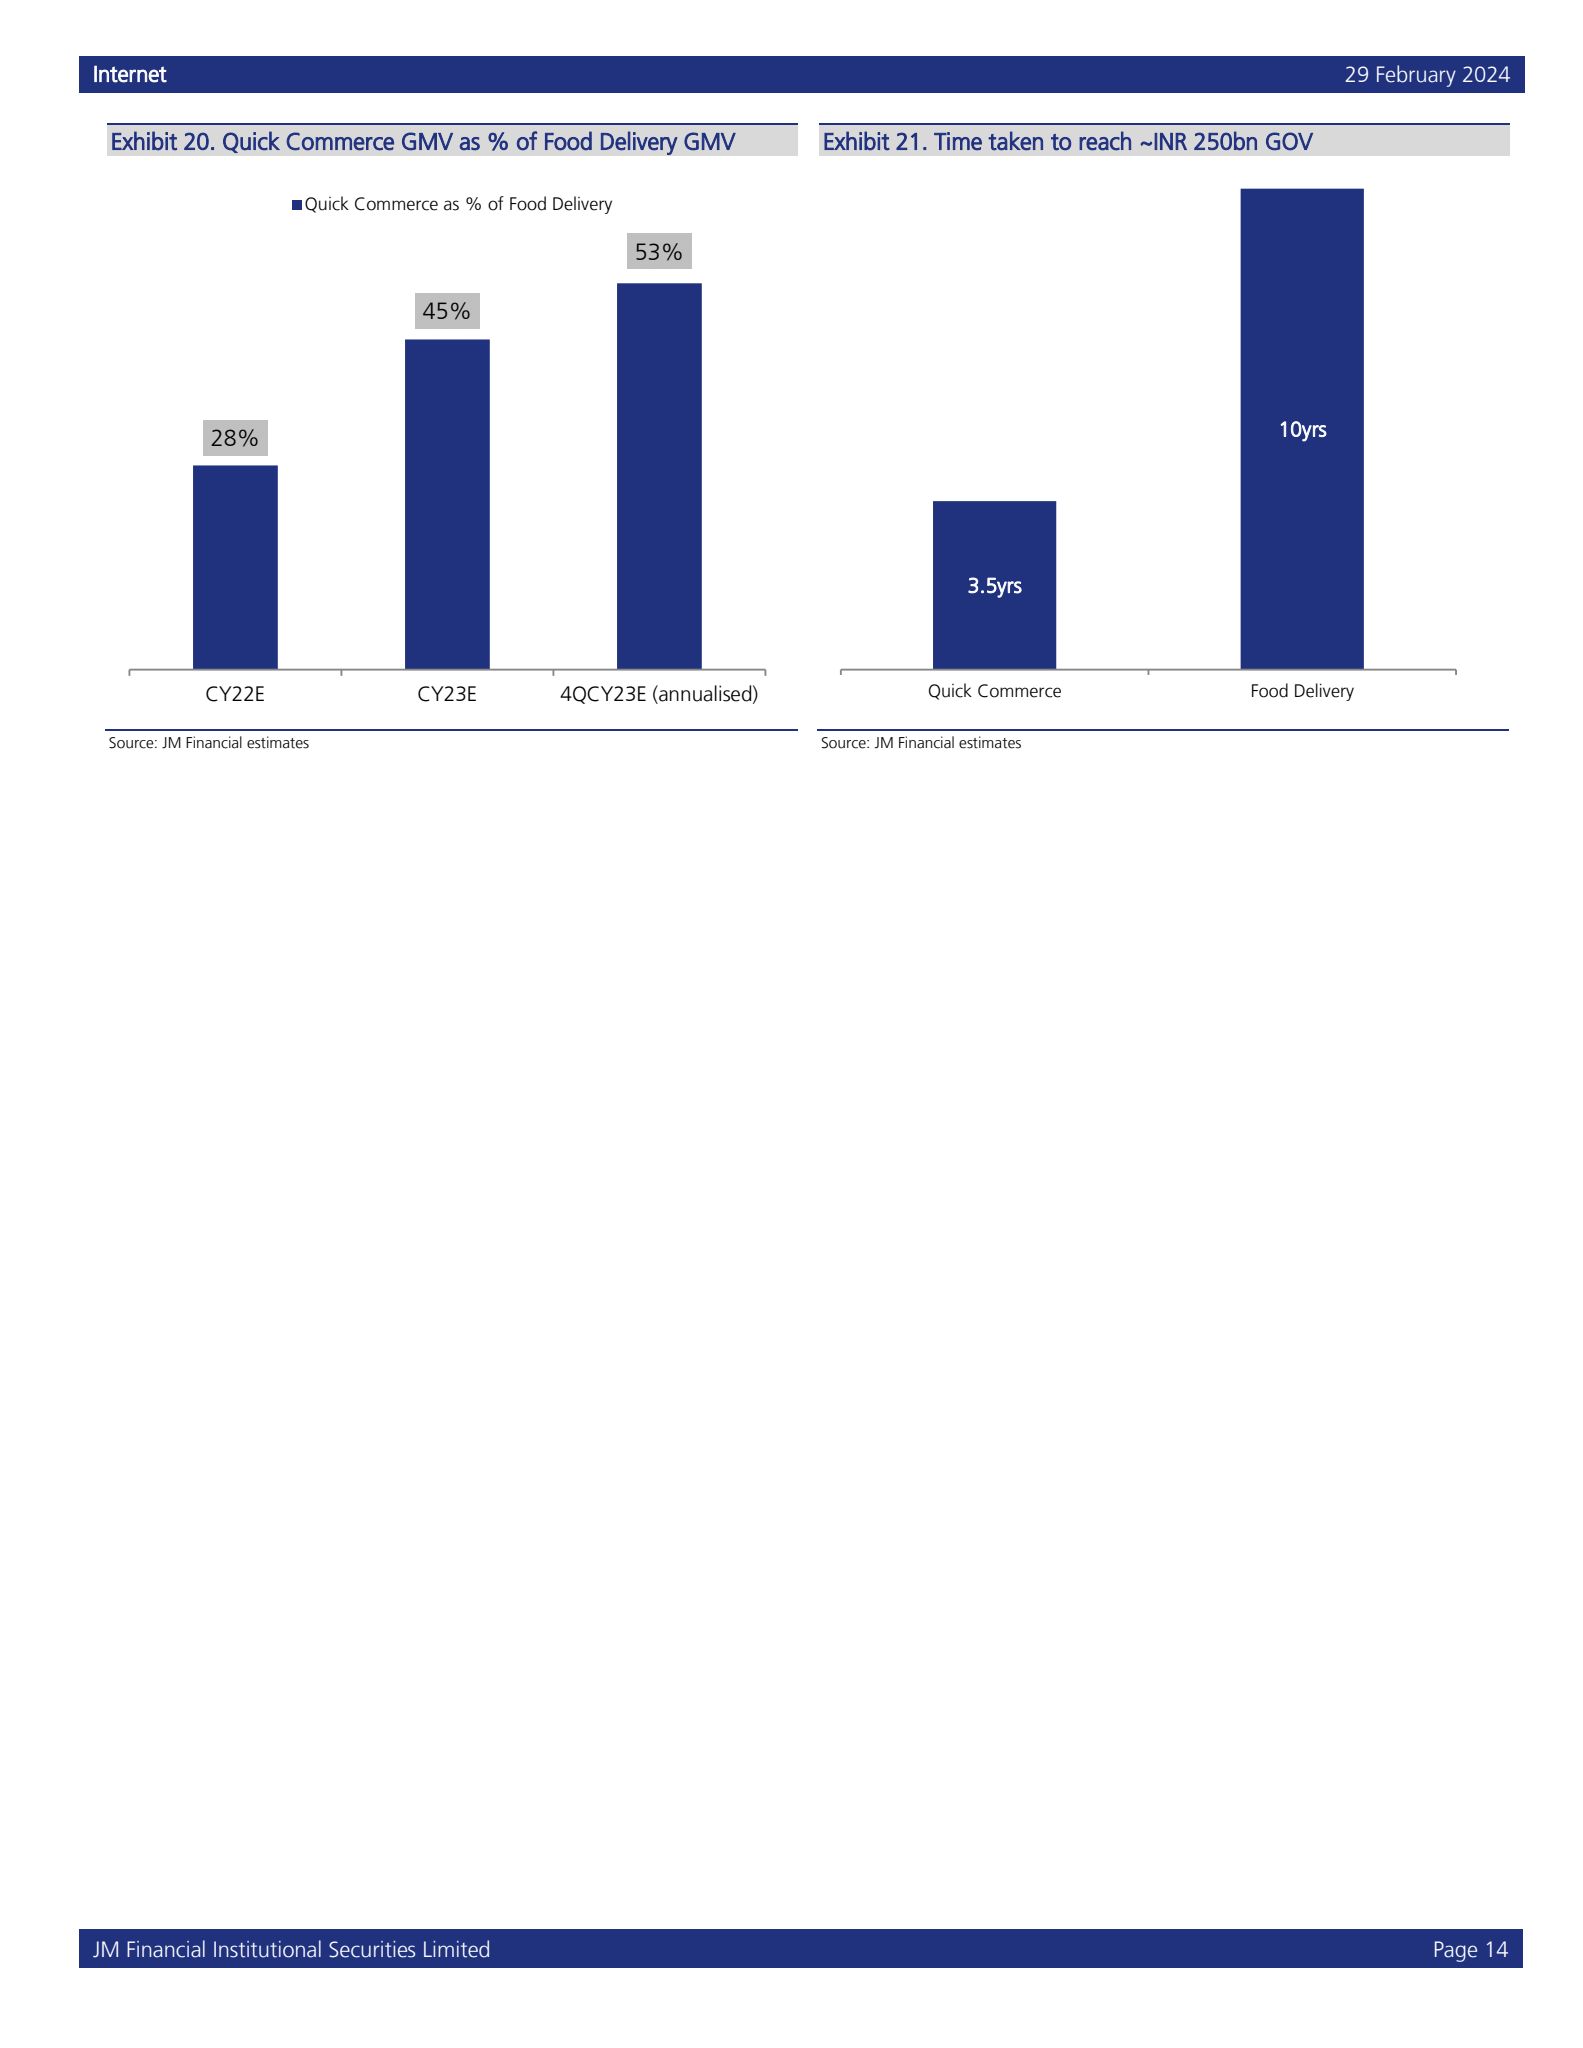 Internet
29 February 2024
Exhibit 20. Quick Commerce GMV as % of Food Delivery GMV
Quick Commerce as % of Food Delivery
53%
45%
28%
CY22E
CY23E
4QCY23E (annualised)
Source: JM Financial estimates
Exhibit 21. Time taken to reach ~INR 250bn GOV
10yrs
3.5yrs
Quick Commerce
Food Delivery
Source: JM Financial estimates
JM Financial Institutional Securities Limited
Page 14